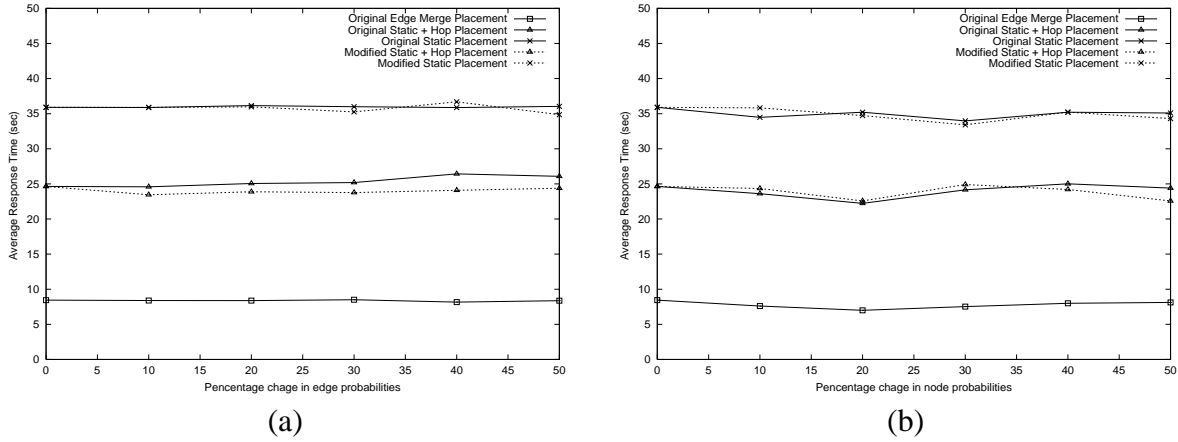 50
45
40
35
30
25
20
15
10
5
0
Average Response Time (sec)
Original Edge Merge Placement
Original Static + Hop Placement
Original Static Placement
Modified Static + Hop Placement
Modified Static Placement
0 5 10 15 20 25 30 35 40 45 50
Pencentage chage in edge probabilities
(a)
50
45
40
35
30
25
20
15
10
5
0
Average Response Time (sec)
Original Edge Merge Placement
Original Static + Hop Placement
Original Static Placement
Modified Static + Hop Placement
Modified Static Placement
0 5 10 15 20 25 30 35 40 45 50
Pencentage chage in node probabilities
(b)